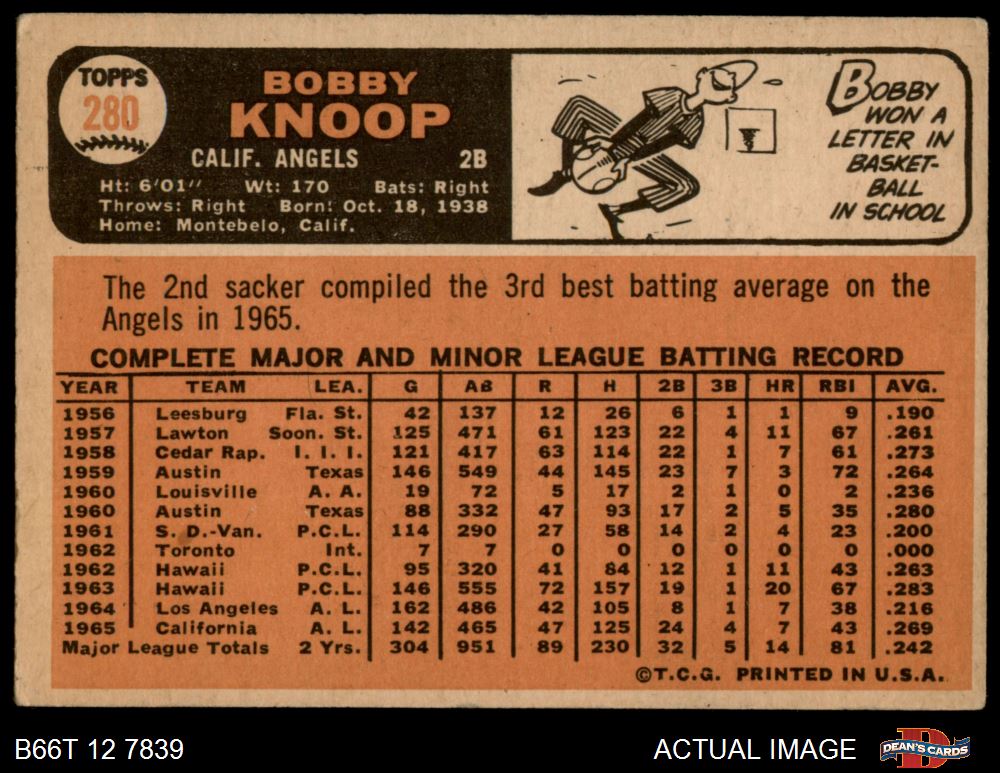 TOPPS
280
BOBBY
KNOOP
CALIF. ANGELS 2B
Ht: 6'01" Wt: 170 Bats: Right
Throws: Right Born: Oct. 18, 1938
Home: Montebelo, Calif.
BOBBY
WON A
LETTER IN
BASKET-
BALL
IN SCHOOL
The 2nd sacker compiled the 3rd best batting average on the
Angels in 1965.
COMPLETE MAJOR AND MINOR LEAGUE BATTING RECORD
YEAR TEAM LEA. G AB R H 2B 3B HR RBI AVG.
1956 Leesburg Fla. St. 42 137 12 26 6 1 1 9 .190
1957 Lawton Soon. St. 125 471 61 123 22 4 11 67 .261
1958 Cedar Rap. I. I. I. 121 417 63 114 22 1 7 61 .273
1959 Austin Texas 146 549 44 145 23 7 3 72 .264
1960 Louisville A. A. 19 72 5 17 2 1 0 2 .236
1960 Austin Texas 88 332 47 93 17 2 5 35 .280
1961 S. D.-Van. P.C.L. 114 290 27 58 14 2 4 23 .200
1962 Toronto Int. 7 7 0 0 0 0 0 0 .000
1962 Hawaii P.C.L. 95 320 41 84 12 1 11 43 .263
1963 Hawaii P.C.L. 146 555 72 157 19 1 20 67 .283
1964 Los Angeles A. L. 162 486 42 105 8 1 7 38 .216
1965 California A. L. 142 465 47 125 24 4 7 43 .269
Major League Totals 2 Yrs. 304 951 89 230 32 5 14 81 .242
©T.C.G. PRINTED IN U.S.A.
B66T 12 7839 ACTUAL IMAGE DEAN'S CARDS